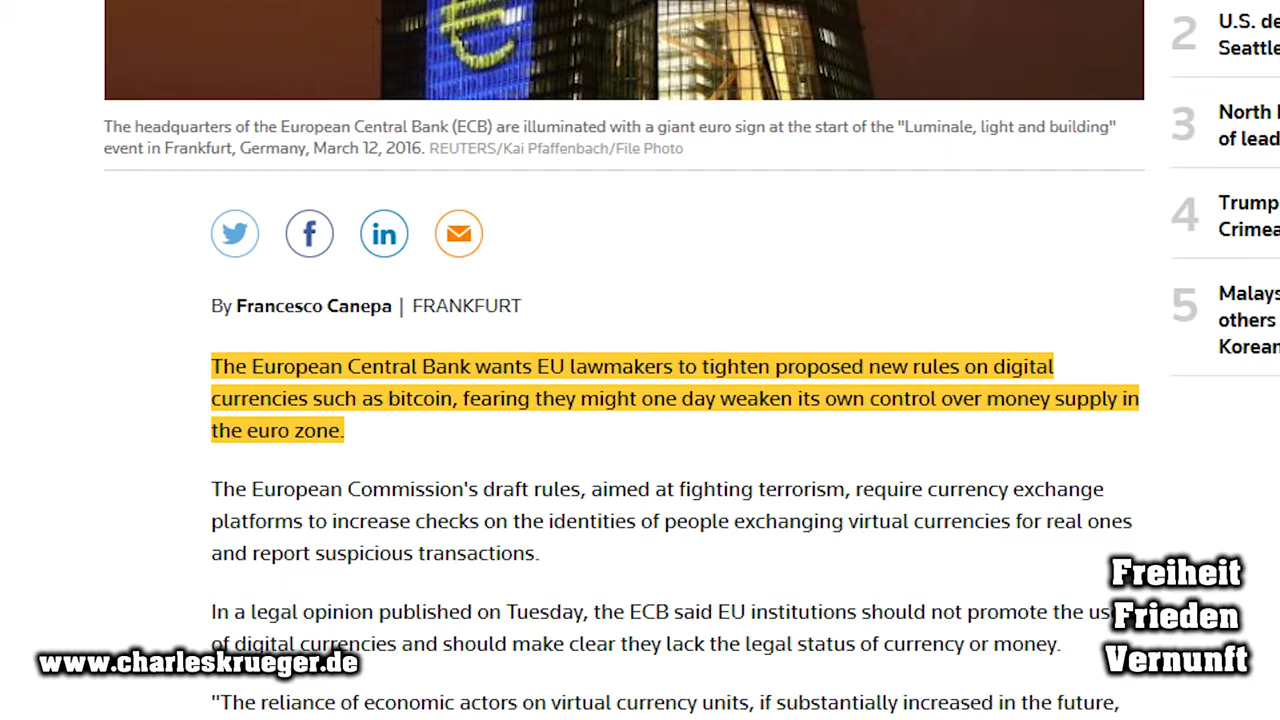 The headquarters of the European Central Bank (ECB) are illuminated with a giant euro sign at the start of the "Luminale, light and building"
event in Frankfurt, Germany, March 12, 2016. REUTERS/Kai Pfaffenbach/File Photo
By Francesco Canepa | FRANKFURT
The European Central Bank wants EU lawmakers to tighten proposed new rules on digital
currencies such as bitcoin, fearing they might one day weaken its own control over money supply in
the euro zone.
The European Commission's draft rules, aimed at fighting terrorism, require currency exchange
platforms to increase checks on the identities of people exchanging virtual currencies for real ones
and report suspicious transactions.
In a legal opinion published on Tuesday, the ECB said EU institutions should not promote the
of digital currencies and should make clear they lack the legal status of currency or money.
"The reliance of economic actors on virtual currency units, if substantially increased in the future,
2
U.S.
3
North
of
4
Trump
5
others
Freiheit
Frieden
Vernunft
www.charleskrueger.de